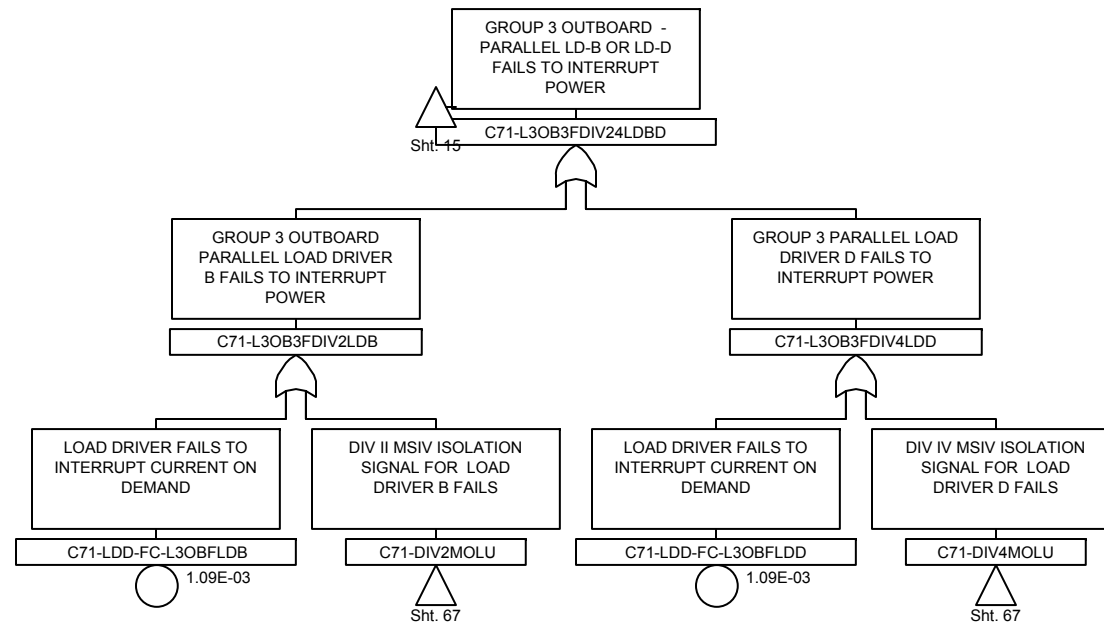 GROUP 3 OUTBOARD -
PARALLEL LD-B OR LD-D
FAILS TO INTERRUPT
POWER
C71-L3OB3FDIV24LDBD
Sht. 15
GROUP 3 OUTBOARD
PARALLEL LOAD DRIVER
B FAILS TO INTERRUPT
POWER
C71-L3OB3FDIV2LDB
GROUP 3 PARALLEL LOAD
DRIVER D FAILS TO
INTERRUPT POWER
C71-L3OB3FDIV4LDD
LOAD DRIVER FAILS TO
INTERRUPT CURRENT ON
DEMAND
C71-LDD-FC-L3OBFLDB
1.09E-03
DIV II MSIV ISOLATION
SIGNAL FOR LOAD
DRIVER B FAILS
C71-DIV2MOLU
Sht. 67
LOAD DRIVER FAILS TO
INTERRUPT CURRENT ON
DEMAND
C71-LDD-FC-L3OBFLDD
1.09E-03
DIV IV MSIV ISOLATION
SIGNAL FOR LOAD
DRIVER D FAILS
C71-DIV4MOLU
Sht. 67